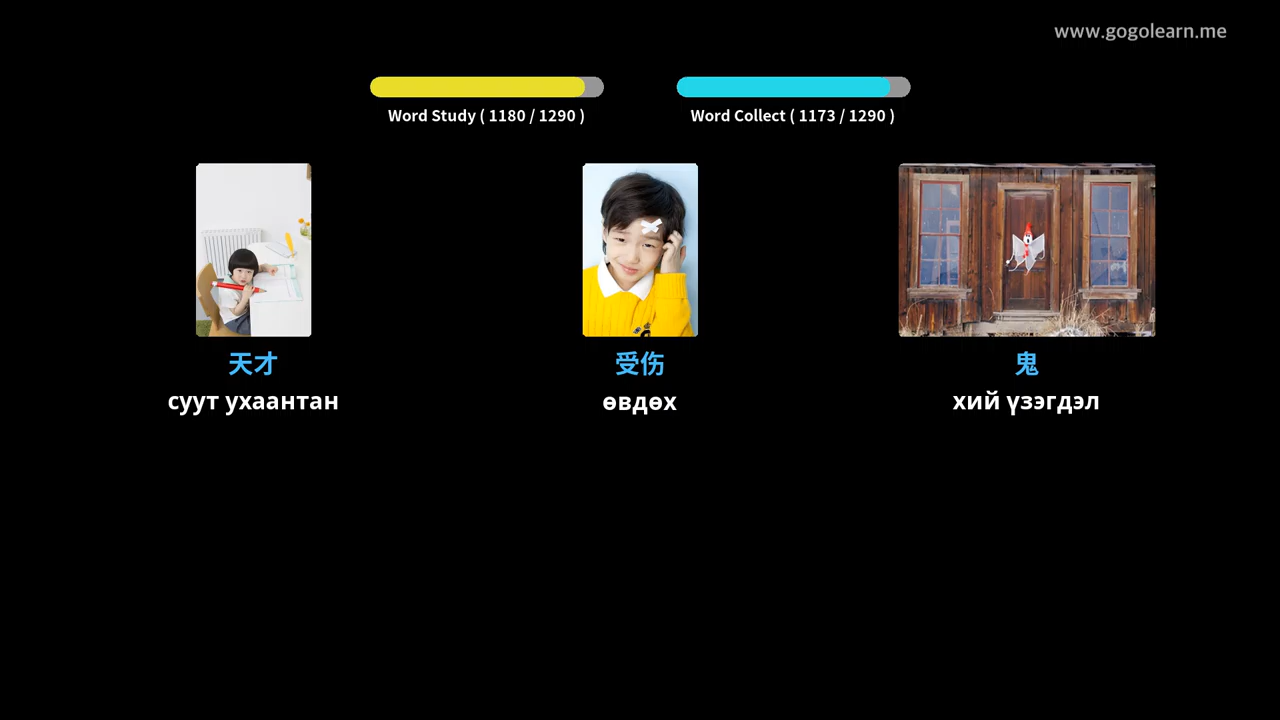 www.gogolearn.me
Word Study ( 1180 / 1290 )
Word Collect ( 1173 / 1290 )
天才
受伤
鬼
суут ухаантан
өвдөх
хий үзэгдэл